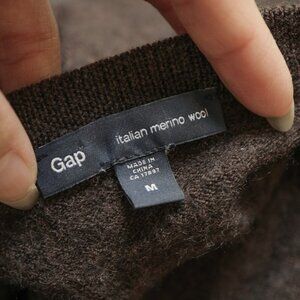 Gap
italian merino wool
MADE IN
CHINA
CA 17897
M